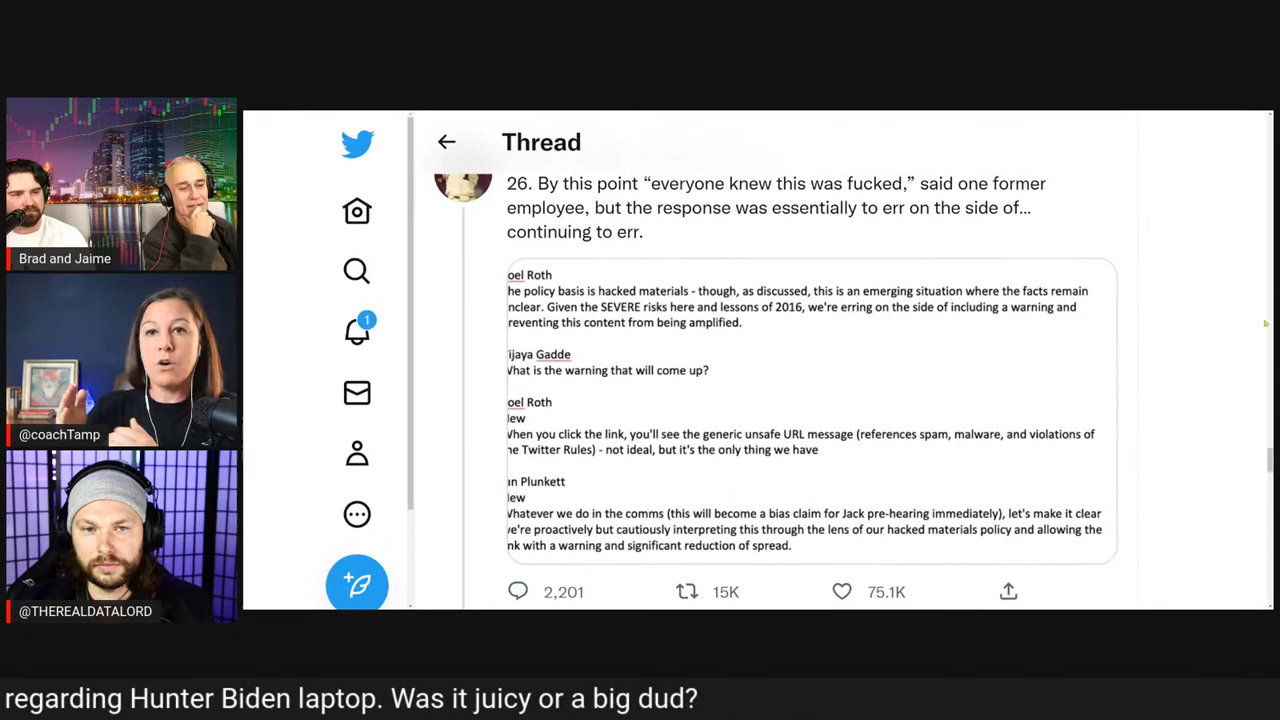 Thread
26. By this point “everyone knew this was fucked,” said one former
employee, but the response was essentially to err on the side of…
continuing to err.
oel Roth
he policy basis is hacked materials - though, as discussed, this is an emerging situation where the facts remain
nclear. Given the SEVERE risks here and lessons of 2016, we're erring on the side of including a warning and
reventing this content from being amplified.
ijaya Gadde
What is the warning that will come up?
oel Roth
New
When you click the link, you'll see the generic unsafe URL message (references spam, malware, and violations of
he Twitter Rules) - not ideal, but it's the only thing we have
an Plunkett
New
Whatever we do in the comms (this will become a bias claim for Jack pre-hearing immediately), let's make it clear
we're proactively but cautiously interpreting this through the lens of our hacked materials policy and allowing the
nk with a warning and significant reduction of spread.
2,201
15K
75.1K
1
Brad and Jaime
@coachTamp
@THEREALDATALORD
regarding Hunter Biden laptop. Was it juicy or a big dud?